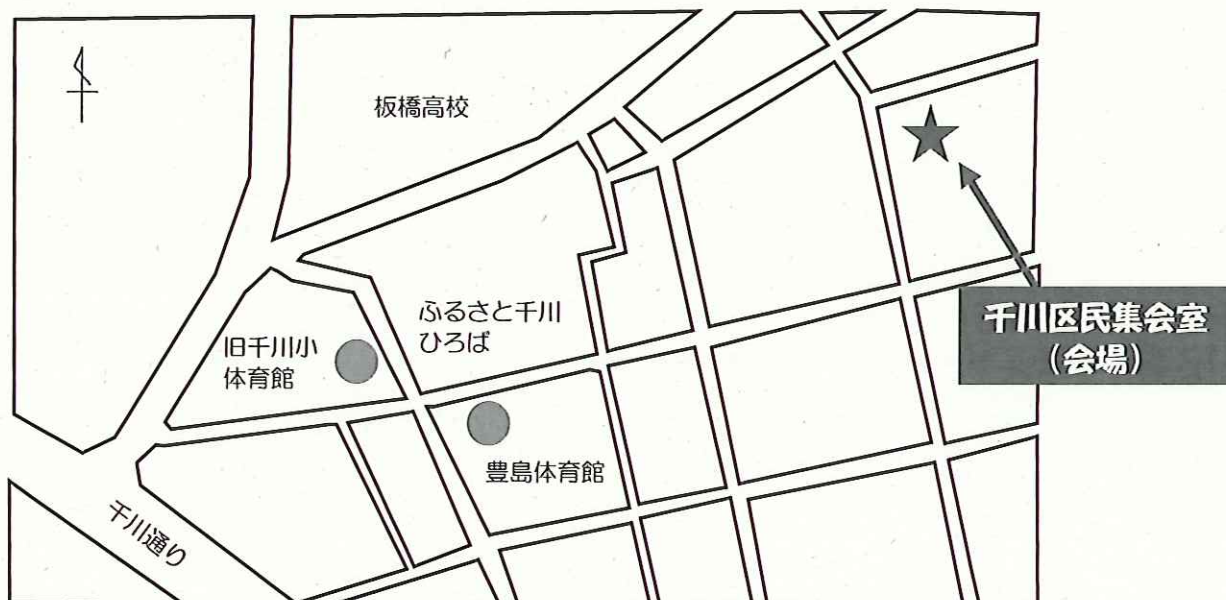 板橋高校
ふるさと千川
ひろば
旧千川小
体育館
千川区民集会室
(会場)
豊島体育館
千川通り